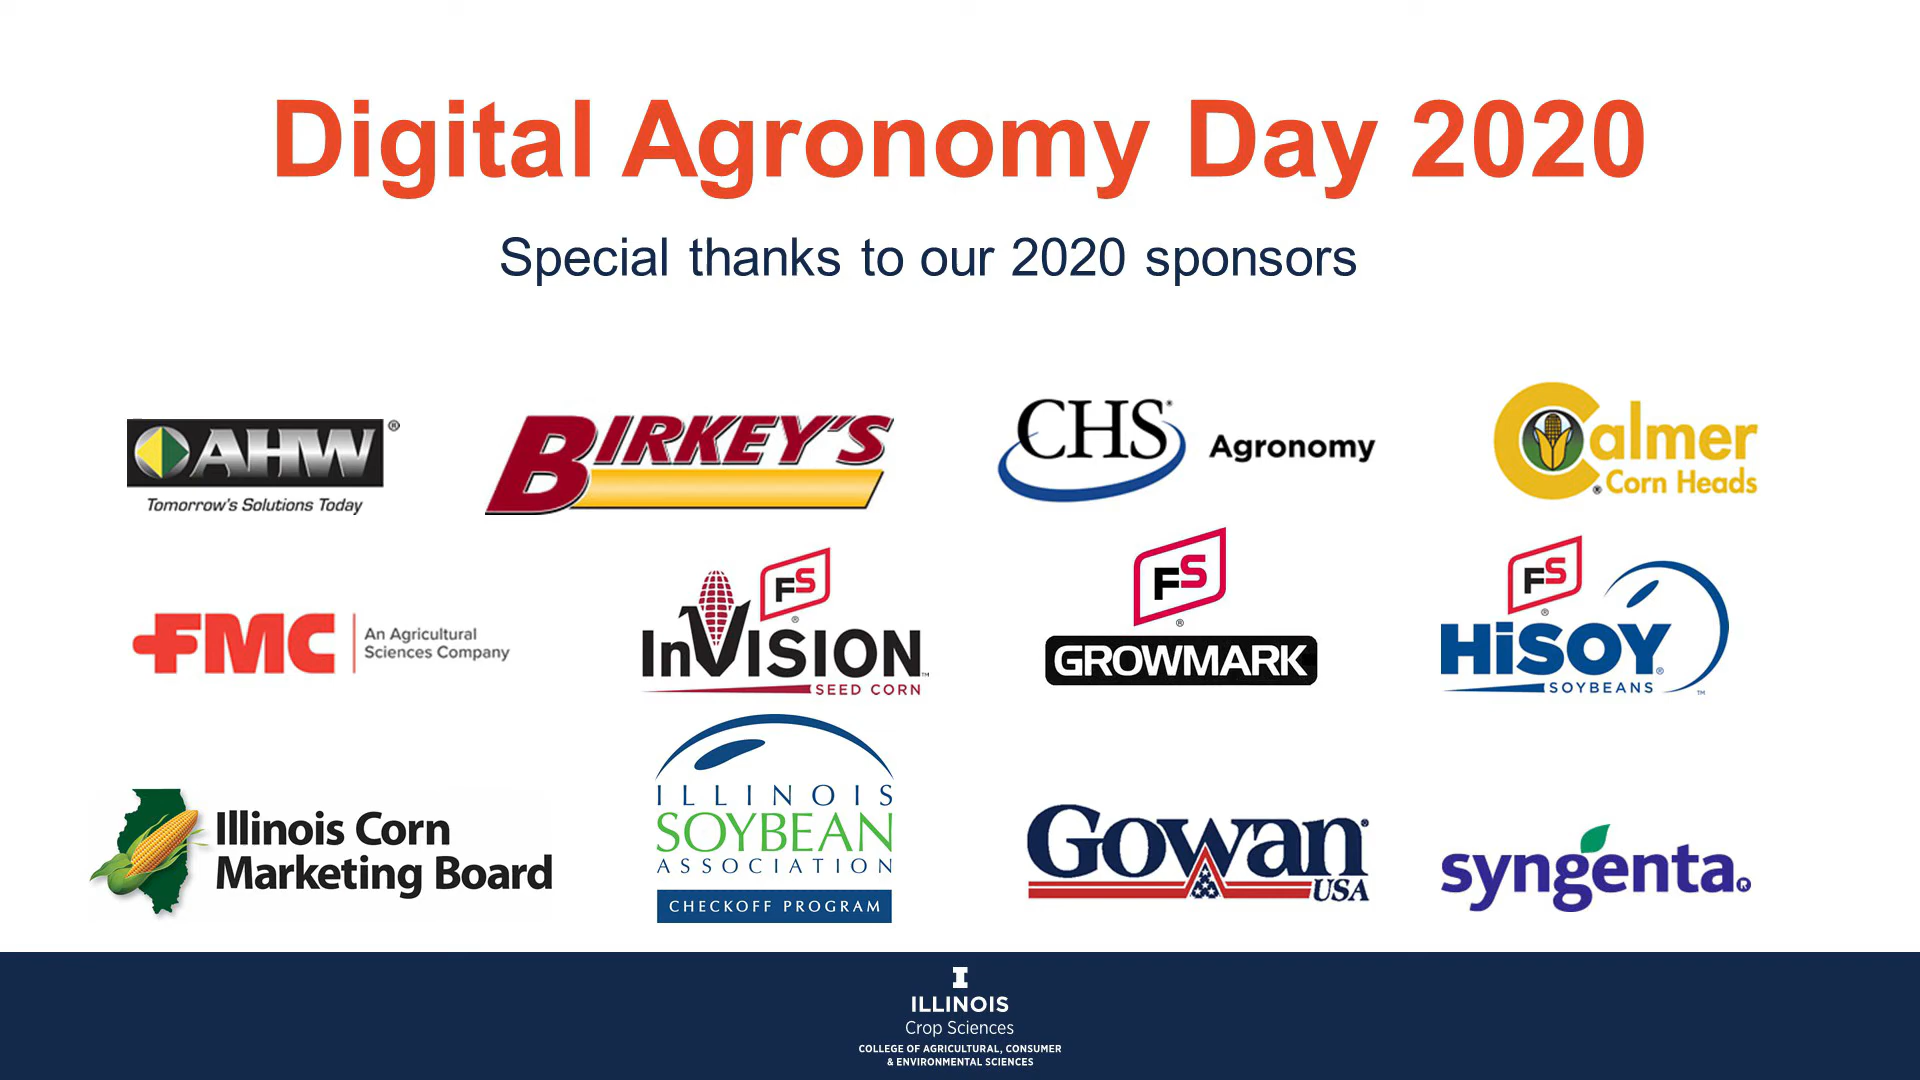 Digital Agronomy Day 2020
Special thanks to our 2020 sponsors
AHW®
Tomorrow's Solutions Today
BIRKEY'S
CHS® Agronomy
Calmer
® Corn Heads
FMC An Agricultural
Sciences Company
FS
®
InVISION™
SEED CORN
FS
®
GROWMARK
FS
®
HiSOY®
SOYBEANS ™
Illinois Corn
Marketing Board
ILLINOIS
SOYBEAN
ASSOCIATION
CHECKOFF PROGRAM
Gowan®
USA
syngenta®
I
ILLINOIS
Crop Sciences
COLLEGE OF AGRICULTURAL, CONSUMER
& ENVIRONMENTAL SCIENCES